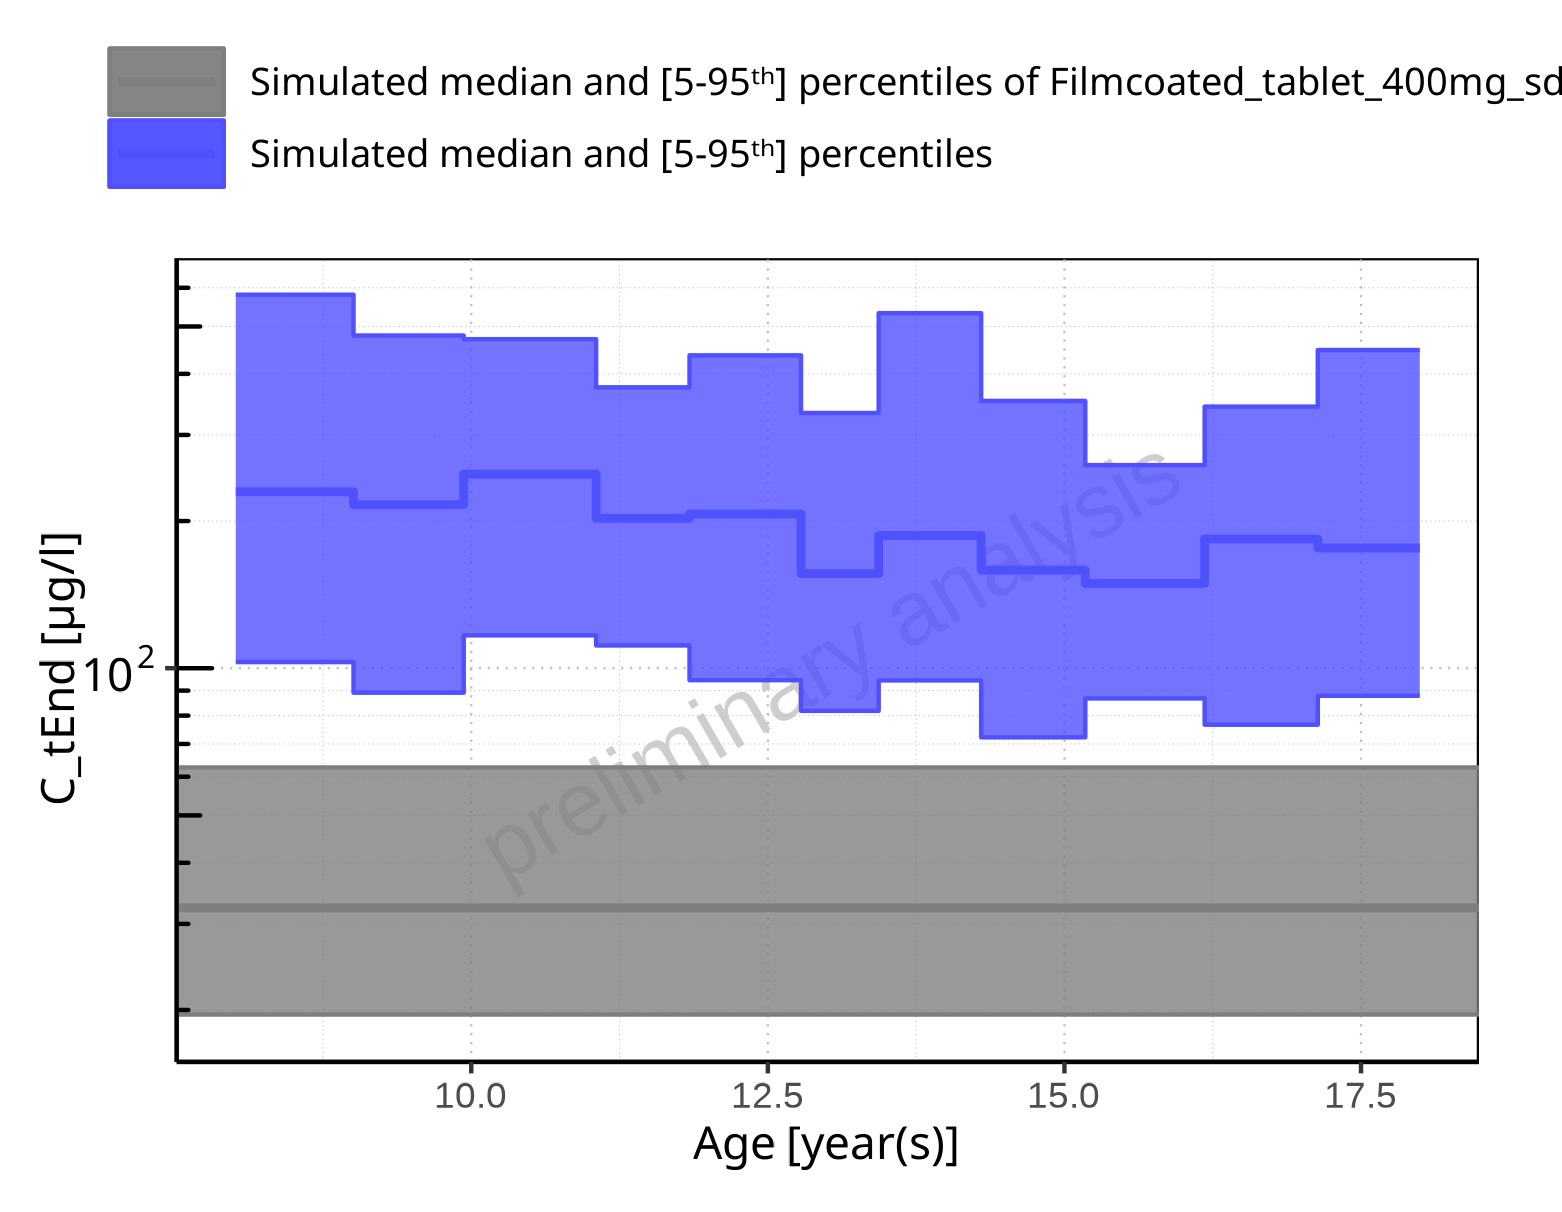 Simulated median and [5-95ᵗʰ] percentiles of Filmcoated_tablet_400mg_sd
Simulated median and [5-95ᵗʰ] percentiles
C_tEnd [µg/l]
10²
preliminary analysis
10.0 12.5 15.0 17.5
Age [year(s)]